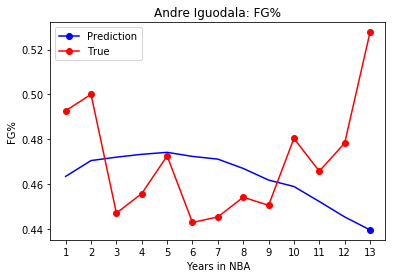 Andre Iguodala: FG%
Prediction
True
FG%
0.52
0.50
0.48
0.46
0.44
1 2 3 4 5 6 7 8 9 10 11 12 13
Years in NBA